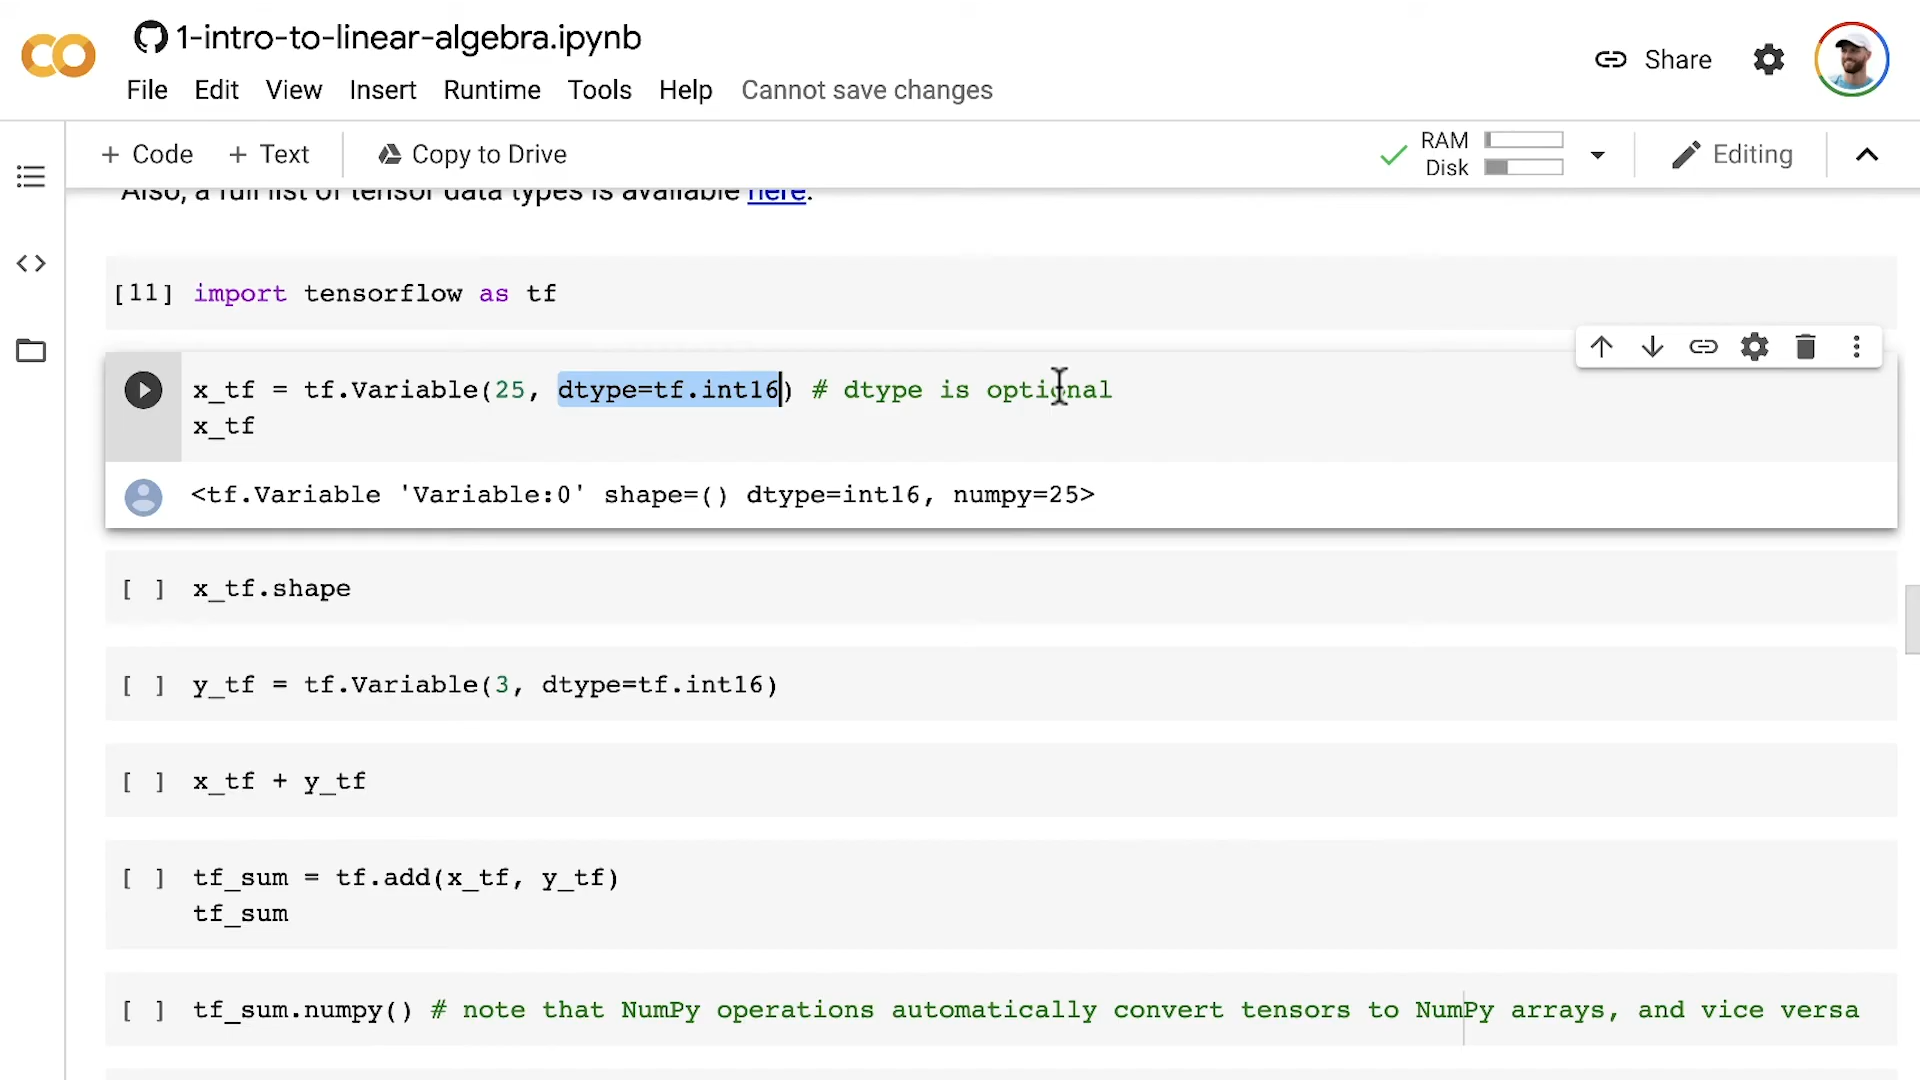 1-intro-to-linear-algebra.ipynb
File Edit View Insert Runtime Tools Help Cannot save changes
Share
+ Code + Text Copy to Drive
RAM
Disk
Editing
Also, a full list of tensor data types is available here.
[11] import tensorflow as tf
x_tf = tf.Variable(25, dtype=tf.int16) # dtype is optional
x_tf
<tf.Variable 'Variable:0' shape=() dtype=int16, numpy=25>
[ ] x_tf.shape
[ ] y_tf = tf.Variable(3, dtype=tf.int16)
[ ] x_tf + y_tf
[ ] tf_sum = tf.add(x_tf, y_tf)
tf_sum
[ ] tf_sum.numpy() # note that NumPy operations automatically convert tensors to NumPy arrays, and vice versa